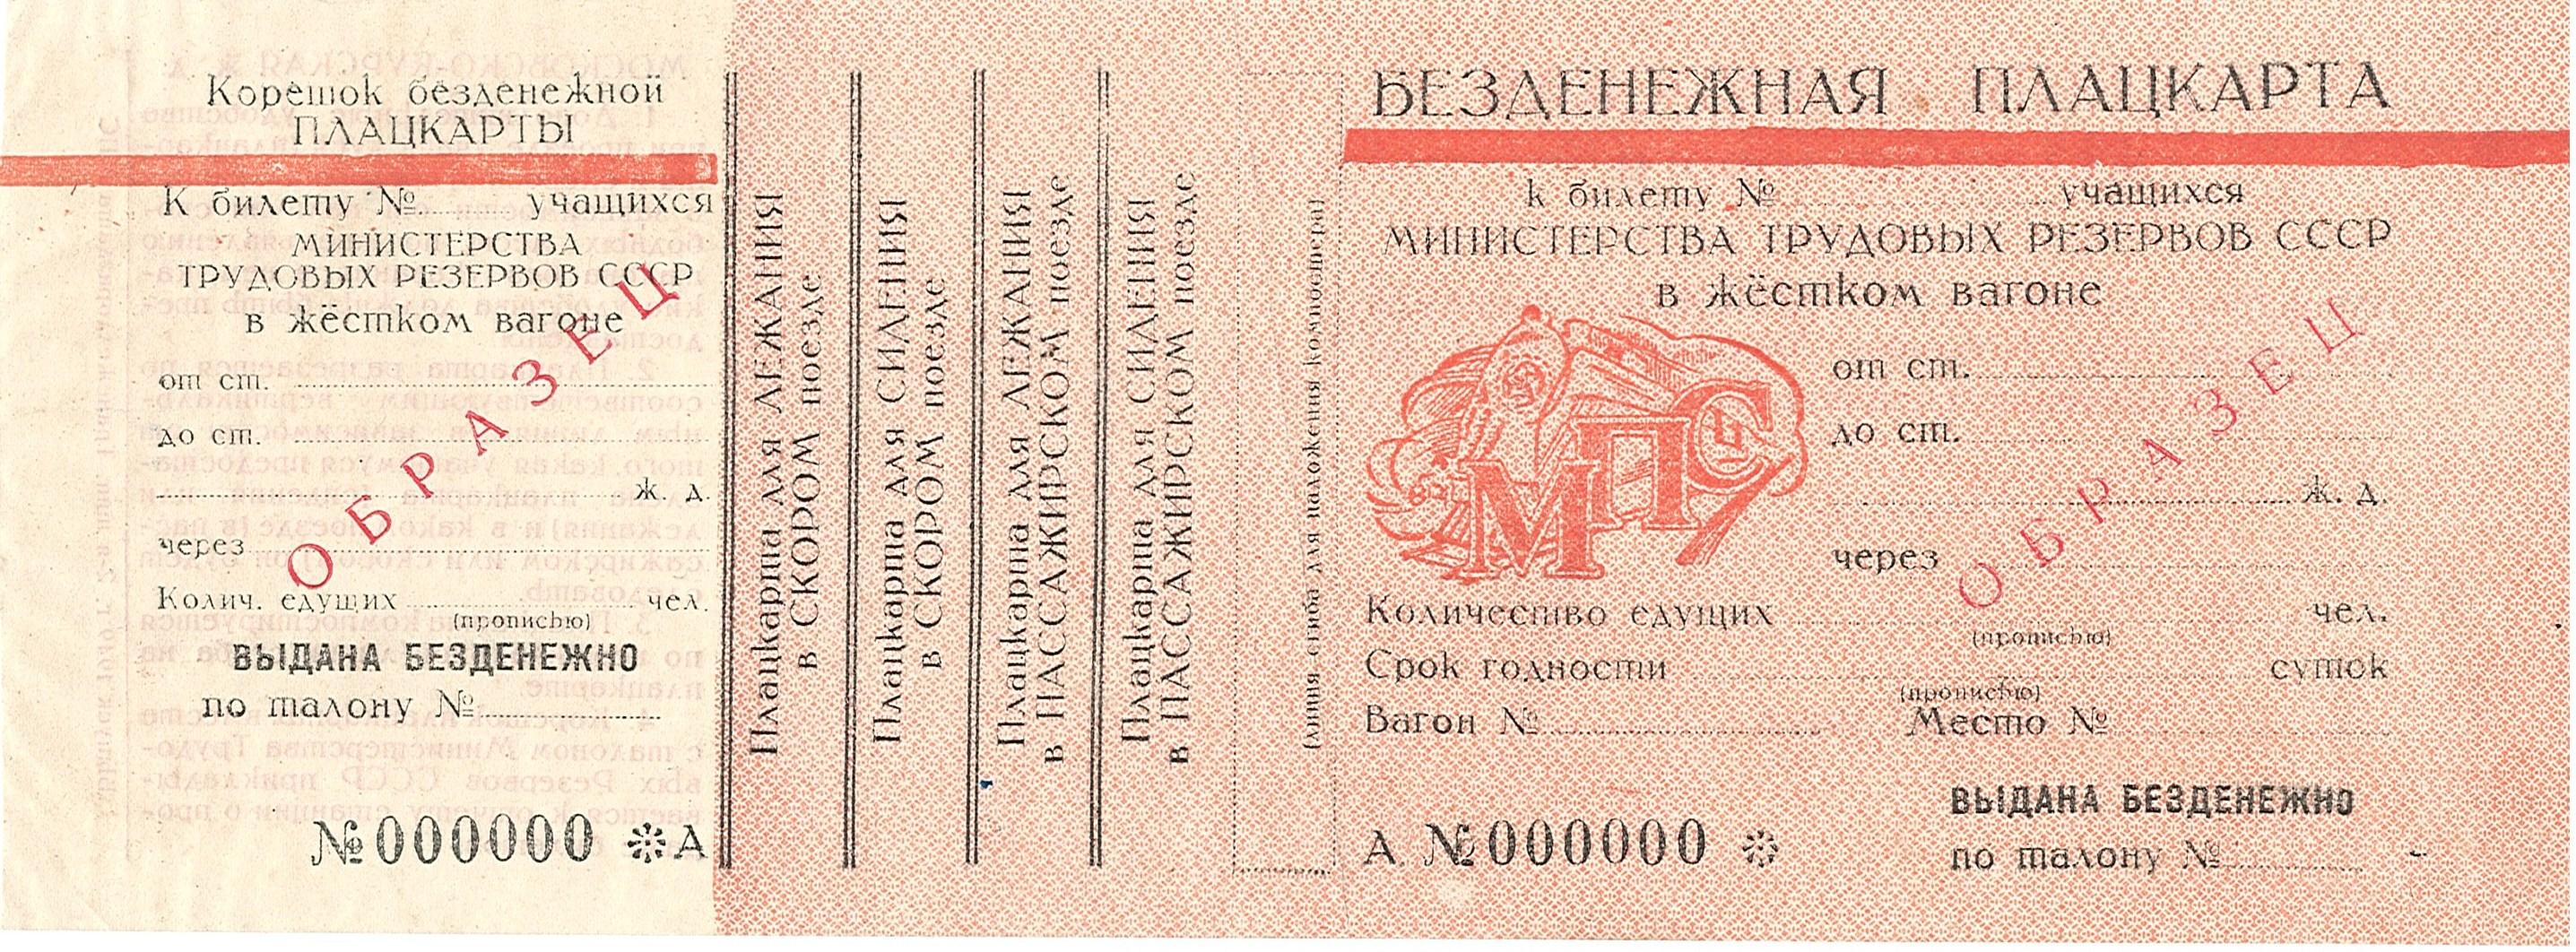 Корешок безденежной
ПЛАЦКАРТЫ
К билету № учащихся
МИНИСТЕРСТВА
ТРУДОВЫХ РЕЗЕРВОВ СССР
в жёстком вагоне
от ст.
до ст.
ж. д.
через
Колич. едущих чел.
(прописью)
ВЫДАНА БЕЗДЕНЕЖНО
по талону №
№ 000000 А
ОБРАЗЕЦ
Плацкарта для ЛЕЖАНИЯ
в СКОРОМ поезде
Плацкарта для СИДЕНИЯ
в СКОРОМ поезде
Плацкарта для ЛЕЖАНИЯ
в ПАССАЖИРСКОМ поезде
Плацкарта для СИДЕНИЯ
в ПАССАЖИРСКОМ поезде
(линия сгиба для наложения компостера)
БЕЗДЕНЕЖНАЯ ПЛАЦКАРТА
к билету № учащихся
МИНИСТЕРСТВА ТРУДОВЫХ РЕЗЕРВОВ СССР
в жёстком вагоне
МПС
от ст.
до ст.
ж. д.
через
Количество едущих чел.
(прописью)
Срок годности суток
(прописью)
Вагон № Место №
ВЫДАНА БЕЗДЕНЕЖНО
А № 000000
по талону №
ОБРАЗЕЦ